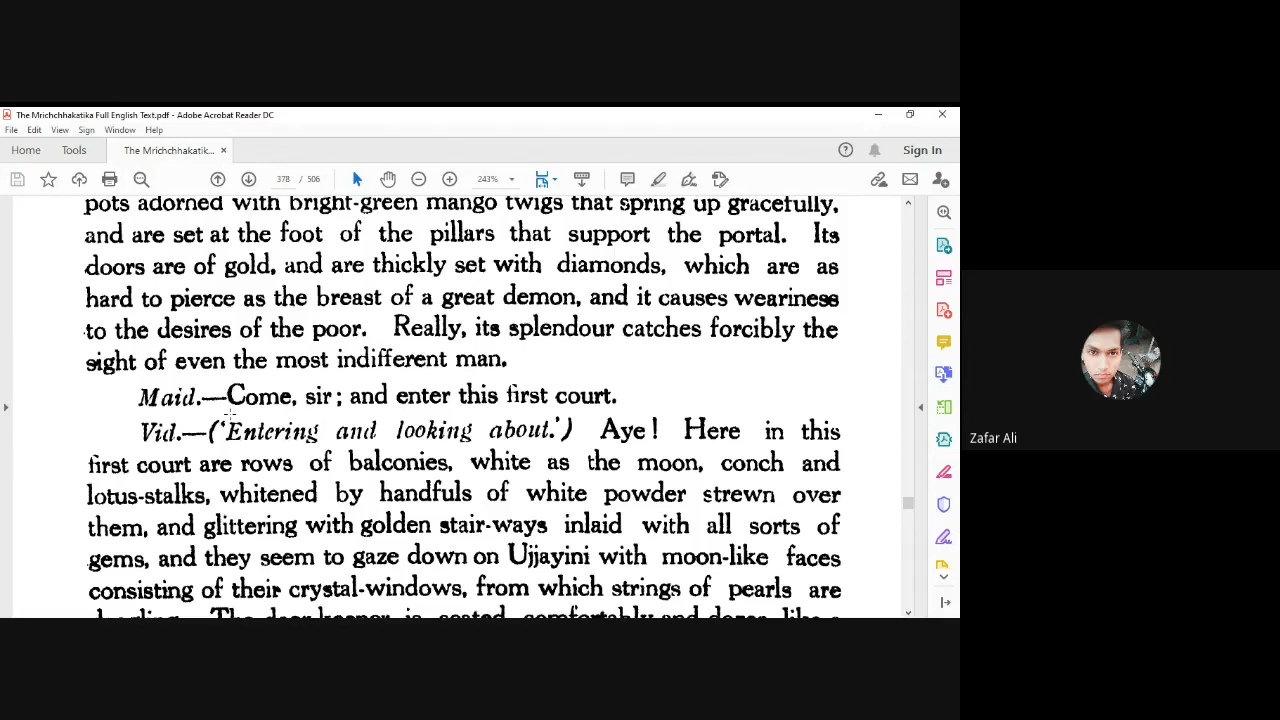 The Mrichchhakatika Full English Text.pdf - Adobe Acrobat Reader DC
File Edit View Sign Window Help
Home Tools The Mrichchhakatik... × Sign In
378 / 506 243%
pots adorned with bright-green mango twigs that spring up gracefully,
and are set at the foot of the pillars that support the portal. Its
doors are of gold, and are thickly set with diamonds, which are as
hard to pierce as the breast of a great demon, and it causes weariness
to the desires of the poor. Really, its splendour catches forcibly the
sight of even the most indifferent man.
Maid.—Come, sir; and enter this first court.
Vid.—('Entering and looking about.') Aye! Here in this
first court are rows of balconies, white as the moon, conch and
lotus-stalks, whitened by handfuls of white powder strewn over
them, and glittering with golden stair-ways inlaid with all sorts of
gems, and they seem to gaze down on Ujjayini with moon-like faces
consisting of their crystal-windows, from which strings of pearls are
The door-keeper is seated comfortably and dozes like a
Zafar Ali